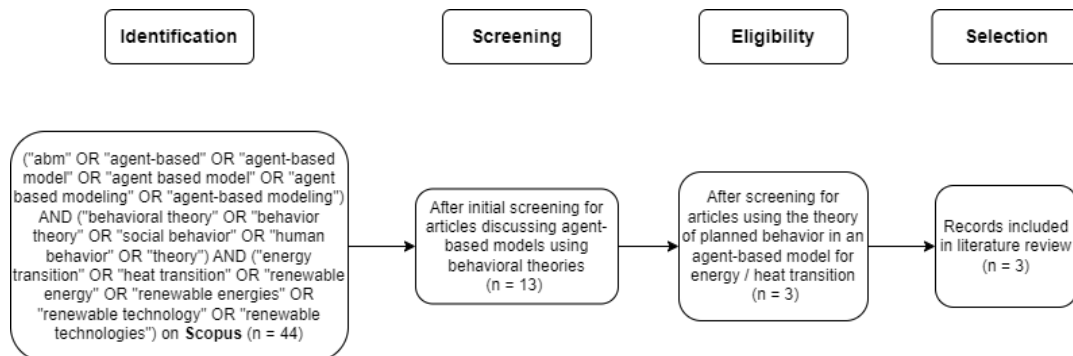 Identification
Screening
Eligibility
Selection
("abm" OR "agent-based" OR "agent-based
model" OR "agent based model" OR "agent
based modeling" OR "agent-based modeling")
AND ("behavioral theory" OR "behavior
theory" OR "social behavior" OR "human
behavior" OR "theory") AND ("energy
transition" OR "heat transition" OR "renewable
energy" OR "renewable energies" OR
"renewable technology" OR "renewable
technologies") on Scopus (n = 44)
After initial screening for
articles discussing agent-
based models using
behavioral theories
(n = 13)
After screening for
articles using the theory
of planned behavior in an
agent-based model for
energy / heat transition
(n = 3)
Records included
in literature review
(n = 3)